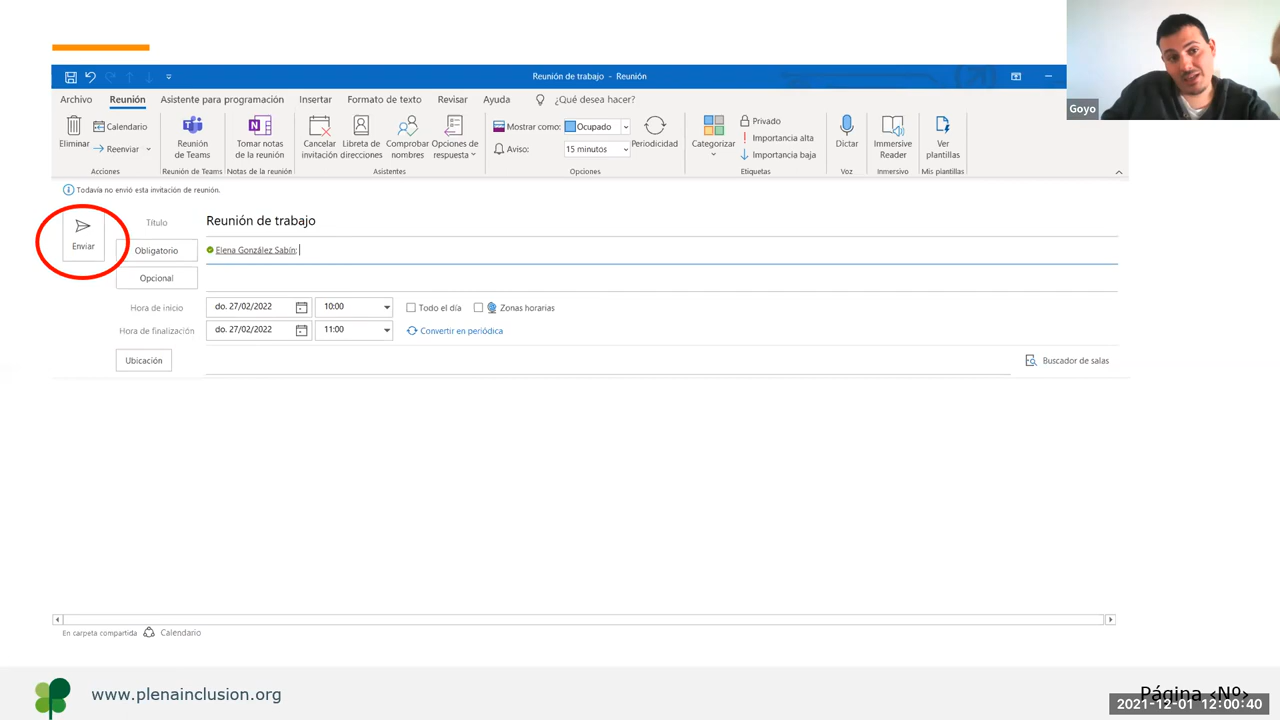 Reunión de trabajo - Reunión
Archivo Reunión Asistente para programación Insertar Formato de texto Revisar Ayuda ¿Qué desea hacer?
Eliminar
Calendario
Reenviar
Acciones
Reunión de Teams
Reunión de Teams
Tomar notas de la reunión
Notas de la reunión
Cancelar invitación
Libreta de direcciones
Comprobar nombres
Opciones de respuesta
Asistentes
Mostrar como: Ocupado
Aviso: 15 minutos
Periodicidad
Opciones
Categorizar
Privado
Importancia alta
Importancia baja
Etiquetas
Dictar
Voz
Immersive Reader
Inmersivo
Ver plantillas
Mis plantillas
Goyo
Todavía no envió esta invitación de reunión.
Enviar
Título Reunión de trabajo
Obligatorio Elena González Sabín;
Opcional
Hora de inicio do. 27/02/2022 10:00 Todo el día Zonas horarias
Hora de finalización do. 27/02/2022 11:00 Convertir en periódica
Ubicación Buscador de salas
En carpeta compartida Calendario
www.plenainclusion.org
Página ‹Nº›
2021-12-01 12:00:40